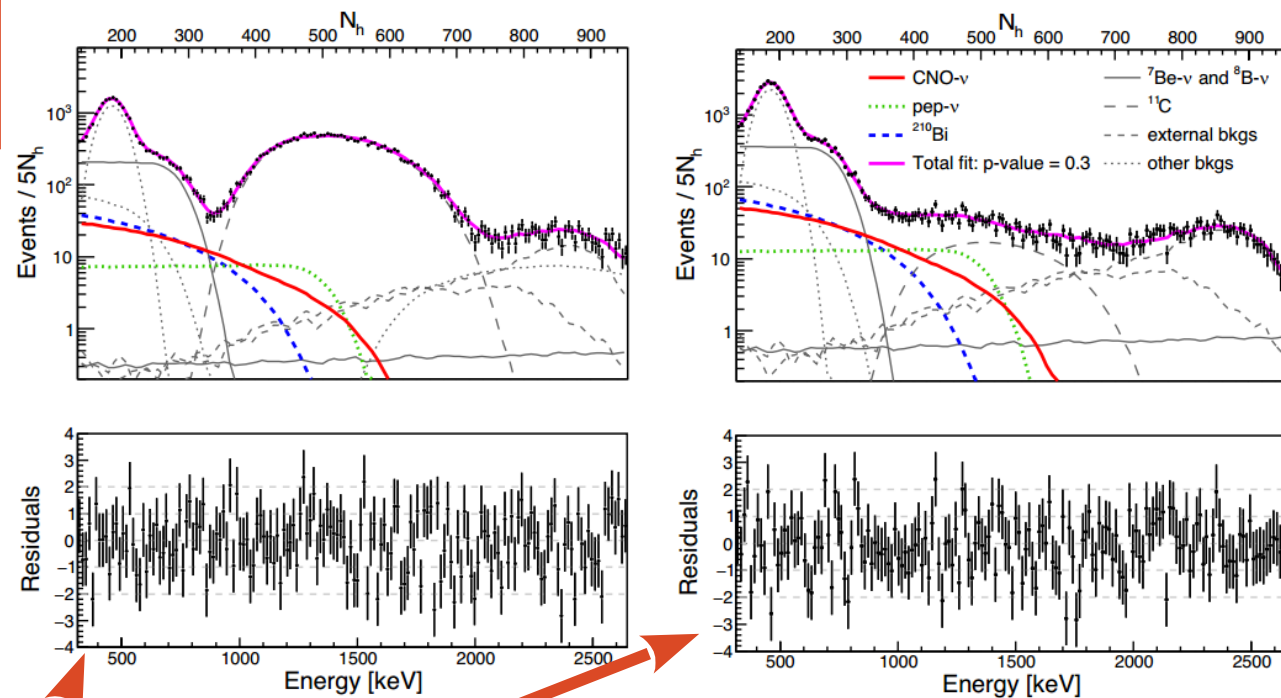 N_h
200 300 400 500 600 700 800 900
Events / 5N_h
10³
10²
10
1
Residuals
4
3
2
1
0
−1
−2
−3
−4
500 1000 1500 2000 2500
Energy [keV]
N_h
200 300 400 500 600 700 800 900
Events / 5N_h
10³
10²
10
1
CNO-ν
pep-ν
²¹⁰Bi
Total fit: p-value = 0.3
⁷Be-ν and ⁸B-ν
¹¹C
external bkgs
other bkgs
Residuals
4
3
2
1
0
−1
−2
−3
−4
500 1000 1500 2000 2500
Energy [keV]